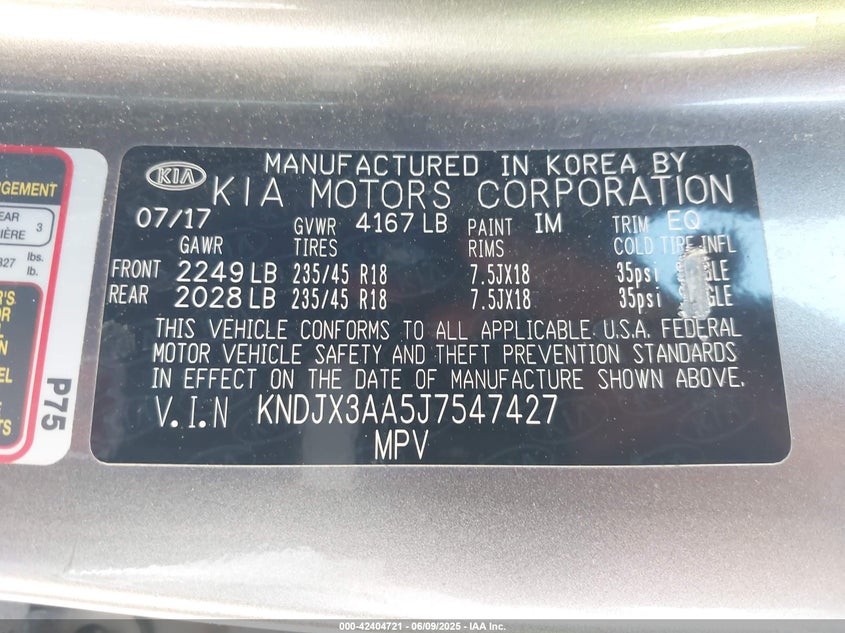 MANUFACTURED IN KOREA BY
KIA KIA MOTORS CORPORATION
07/17 GVWR 4167 LB PAINT IM TRIM EQ
GAWR TIRES RIMS COLD TIRE INFL
FRONT 2249 LB 235/45 R18 7.5JX18 35psi
REAR 2028 LB 235/45 R18 7.5JX18 35psi
THIS VEHICLE CONFORMS TO ALL APPLICABLE U.S.A. FEDERAL
MOTOR VEHICLE SAFETY AND THEFT PREVENTION STANDARDS
IN EFFECT ON THE DATE OF MANUFACTURE SHOWN ABOVE.
V.I.N KNDJX3AA5J7547427
MPV
3
lbs.
lb.
P75
000-42404721 - 06/09/2025 - IAA Inc.